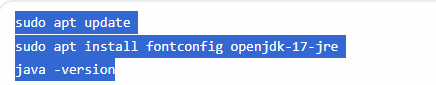 sudo apt update
sudo apt install fontconfig openjdk-17-jre
java -version